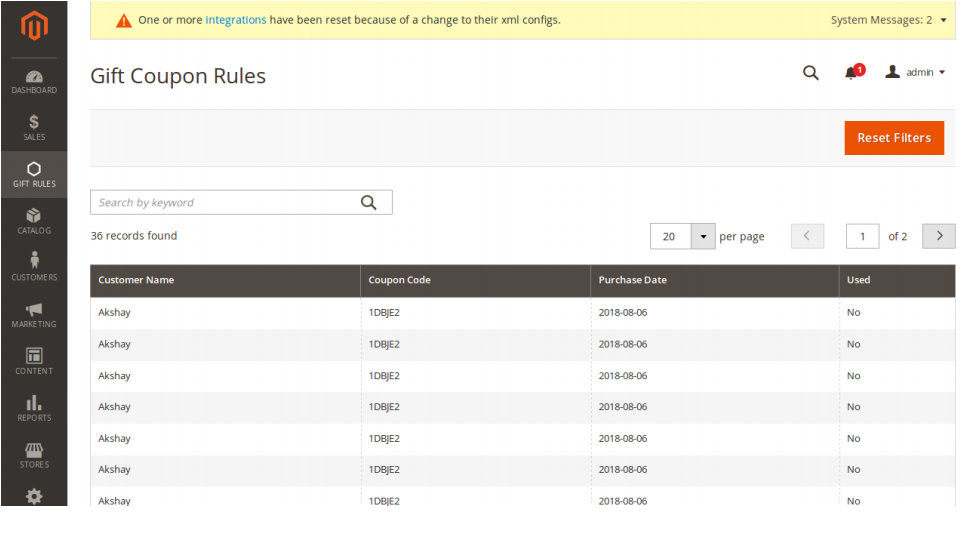 One or more integrations have been reset because of a change to their xml configs. System Messages: 2
Gift Coupon Rules 1 admin
DASHBOARD
SALES
GIFT RULES
CATALOG
CUSTOMERS
MARKETING
CONTENT
REPORTS
STORES
Reset Filters
Search by keyword
36 records found 20 per page 1 of 2
Customer Name Coupon Code Purchase Date Used
Akshay 1DBJE2 2018-08-06 No
Akshay 1DBJE2 2018-08-06 No
Akshay 1DBJE2 2018-08-06 No
Akshay 1DBJE2 2018-08-06 No
Akshay 1DBJE2 2018-08-06 No
Akshay 1DBJE2 2018-08-06 No
Akshay 1DBJE2 2018-08-06 No